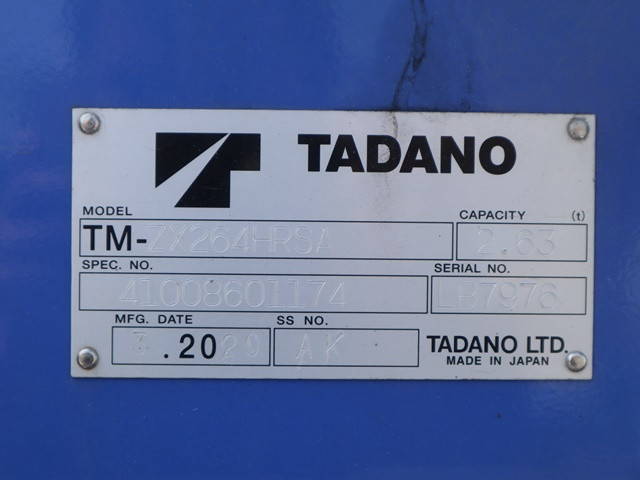 TADANO
MODEL
CAPACITY (t)
TM-ZX264HRSA
2.63
SPEC. NO.
SERIAL NO.
41008601174
LB7976
MFG. DATE
SS NO.
.2020
AK
TADANO LTD.
MADE IN JAPAN